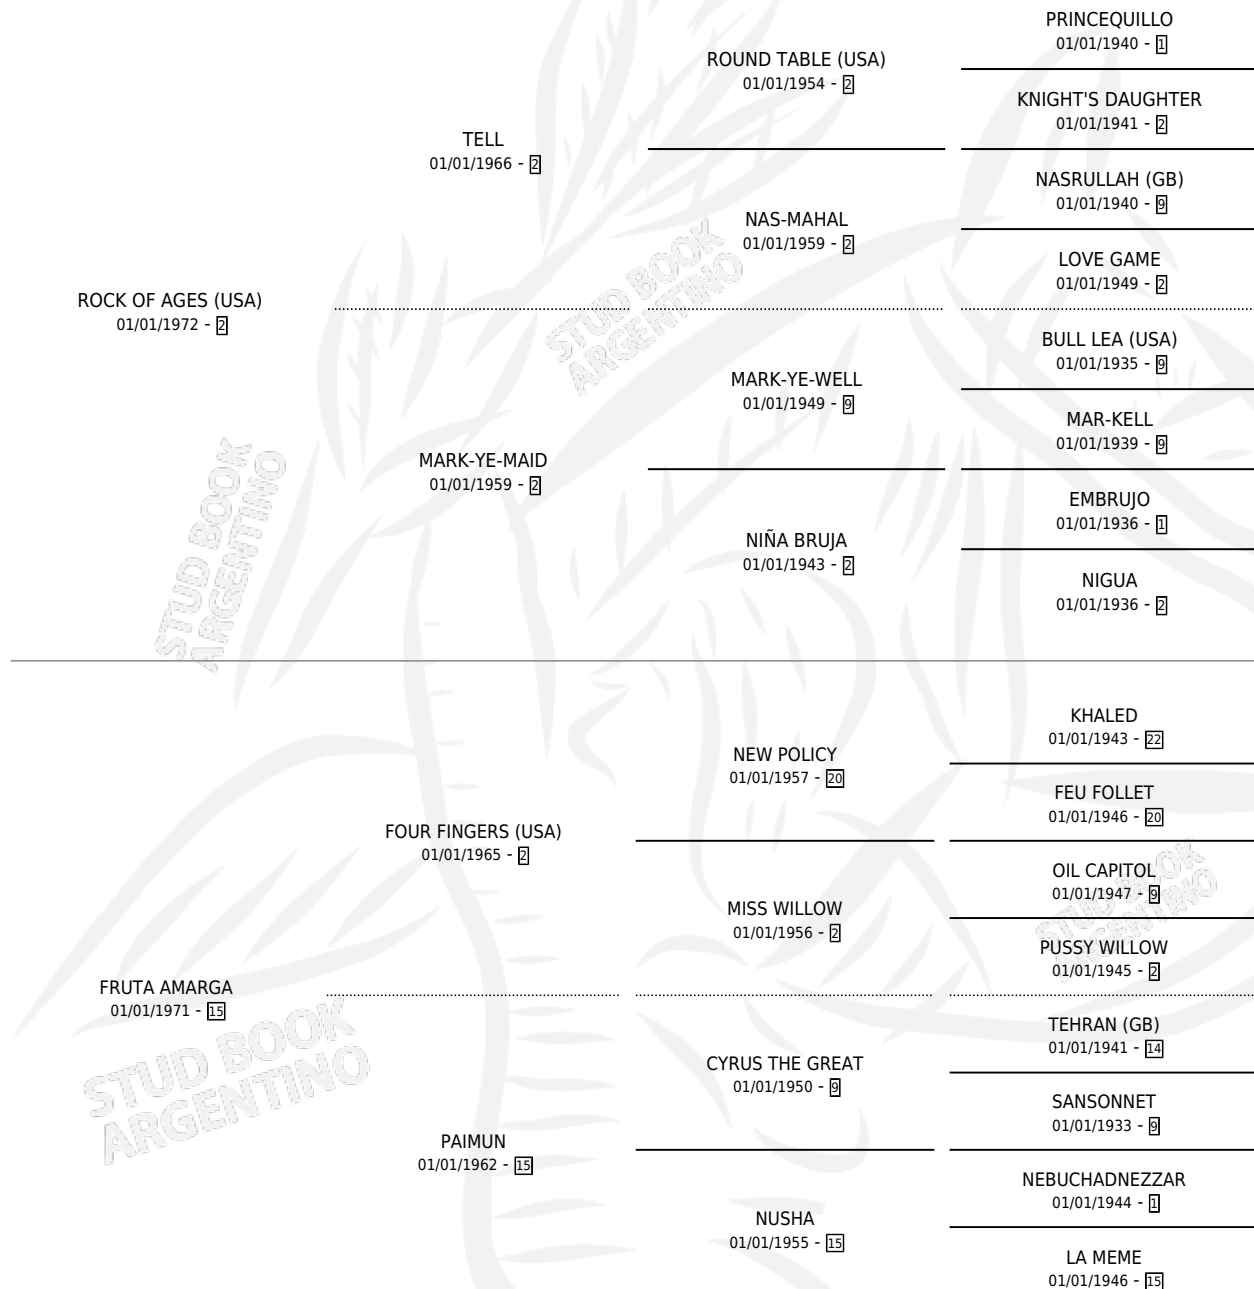 PRINCEQUILLO
01/01/1940 - 1
ROUND TABLE (USA)
01/01/1954 - 2
KNIGHT'S DAUGHTER
01/01/1941 - 2
TELL
01/01/1966 - 2
NASRULLAH (GB)
01/01/1940 - 9
NAS-MAHAL
01/01/1959 - 2
LOVE GAME
01/01/1949 - 2
ROCK OF AGES (USA)
01/01/1972 - 2
BULL LEA (USA)
01/01/1935 - 9
MARK-YE-WELL
01/01/1949 - 9
MAR-KELL
01/01/1939 - 9
MARK-YE-MAID
01/01/1959 - 2
EMBRUJO
01/01/1936 - 1
NIÑA BRUJA
01/01/1943 - 2
NIGUA
01/01/1936 - 2
KHALED
01/01/1943 - 22
NEW POLICY
01/01/1957 - 20
FEU FOLLET
01/01/1946 - 20
FOUR FINGERS (USA)
01/01/1965 - 2
OIL CAPITOL
01/01/1947 - 9
MISS WILLOW
01/01/1956 - 2
PUSSY WILLOW
01/01/1945 - 2
FRUTA AMARGA
01/01/1971 - 15
TEHRAN (GB)
01/01/1941 - 14
CYRUS THE GREAT
01/01/1950 - 9
SANSONNET
01/01/1933 - 9
PAIMUN
01/01/1962 - 15
NEBUCHADNEZZAR
01/01/1944 - 1
NUSHA
01/01/1955 - 15
LA MEME
01/01/1946 - 15
STUD BOOK
ARGENTINO
STUD BOOK
ARGENTINO
STUD BOOK
ARGENTINO
STUD BOOK
ARGENTINO